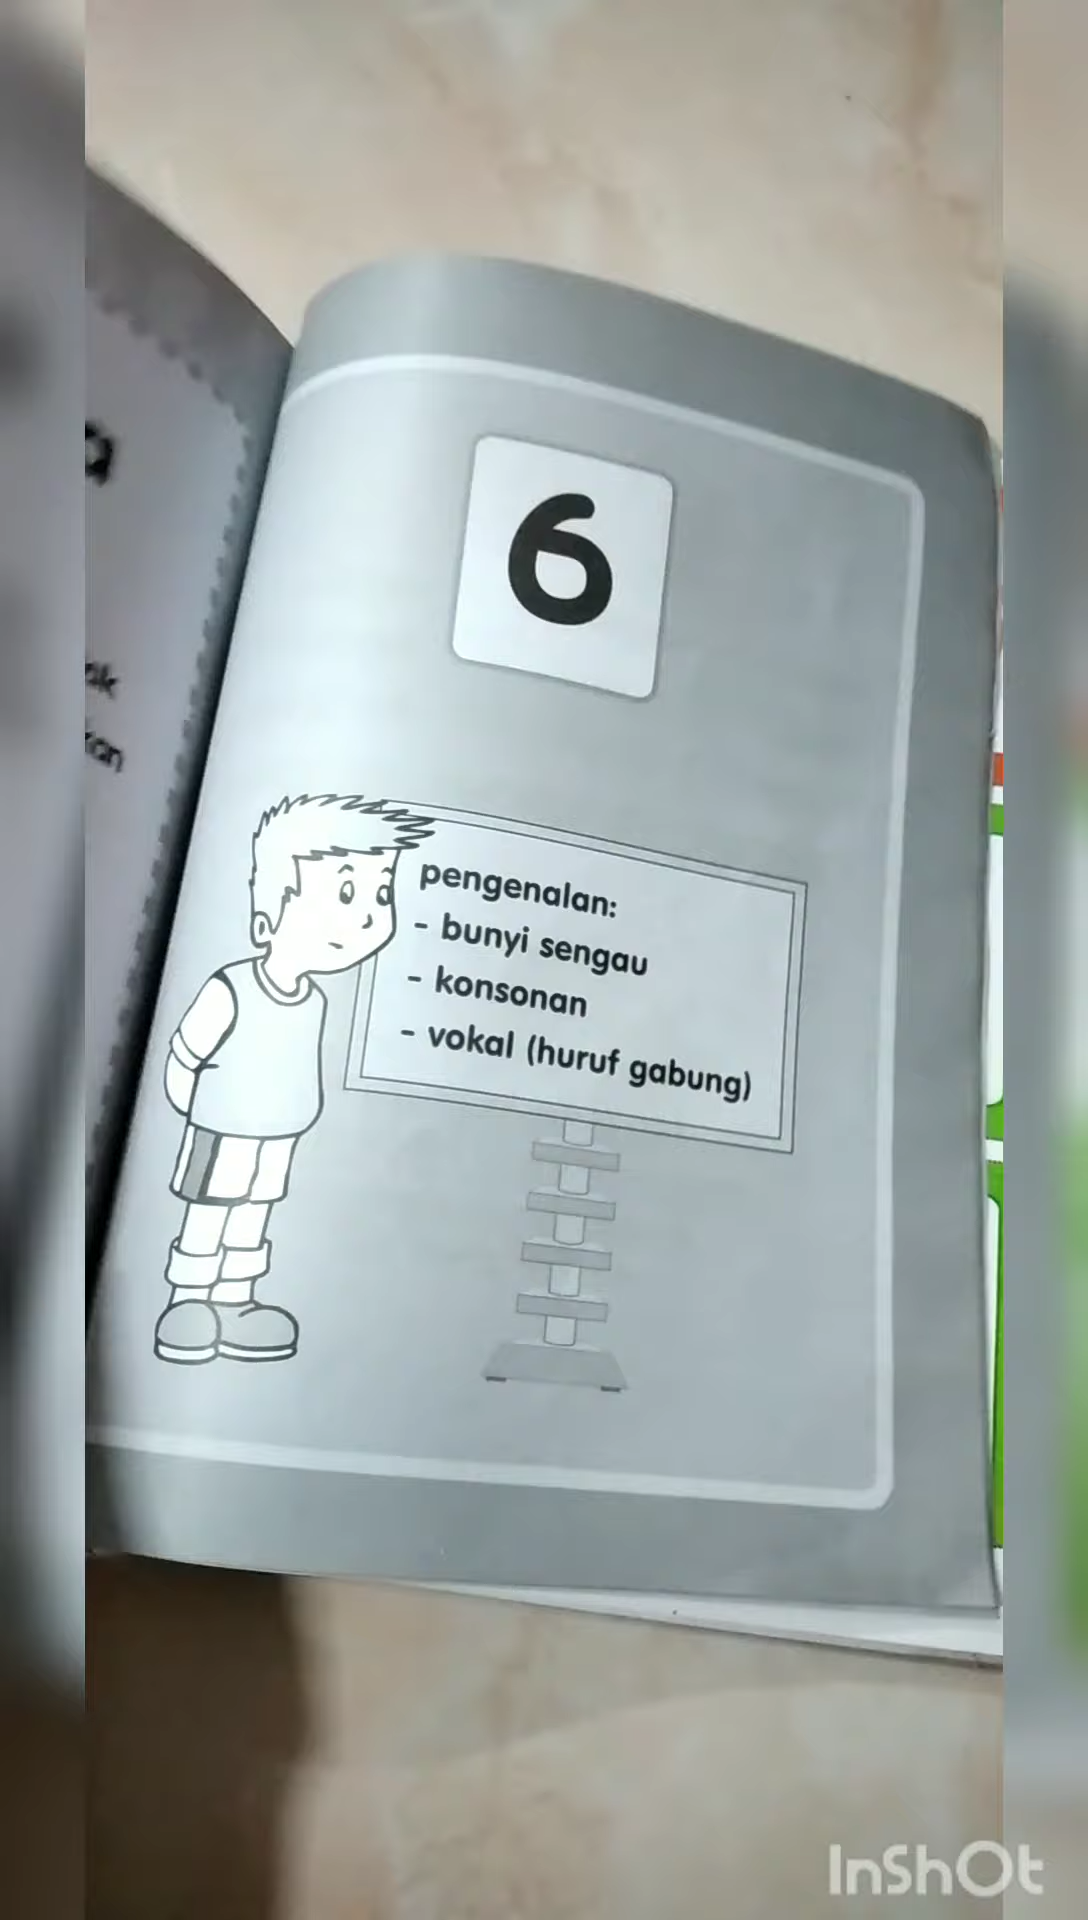 6
pengenalan:
- bunyi sengau
- konsonan
- vokal (huruf gabung)
InShOt